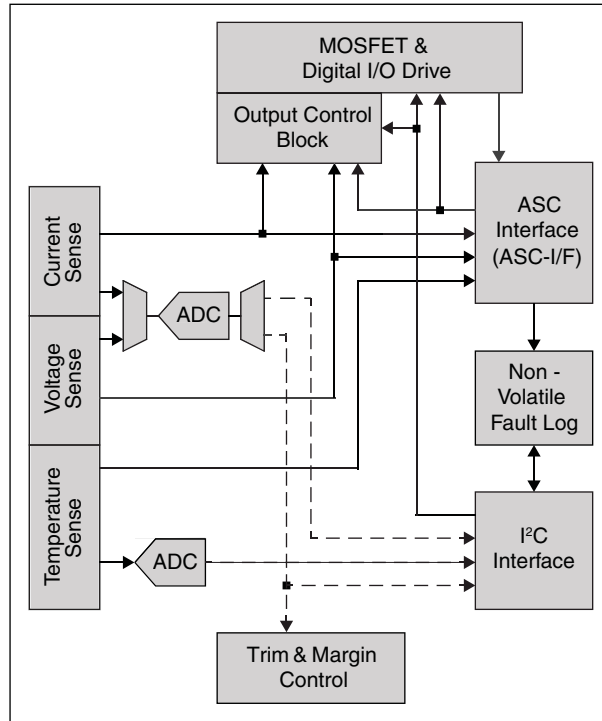 MOSFET &
Digital I/O Drive
Output Control
Block
Current
Sense
Voltage
Sense
Temperature
Sense
ADC
ADC
ASC
Interface
(ASC-I/F)
Non -
Volatile
Fault Log
I²C
Interface
Trim & Margin
Control